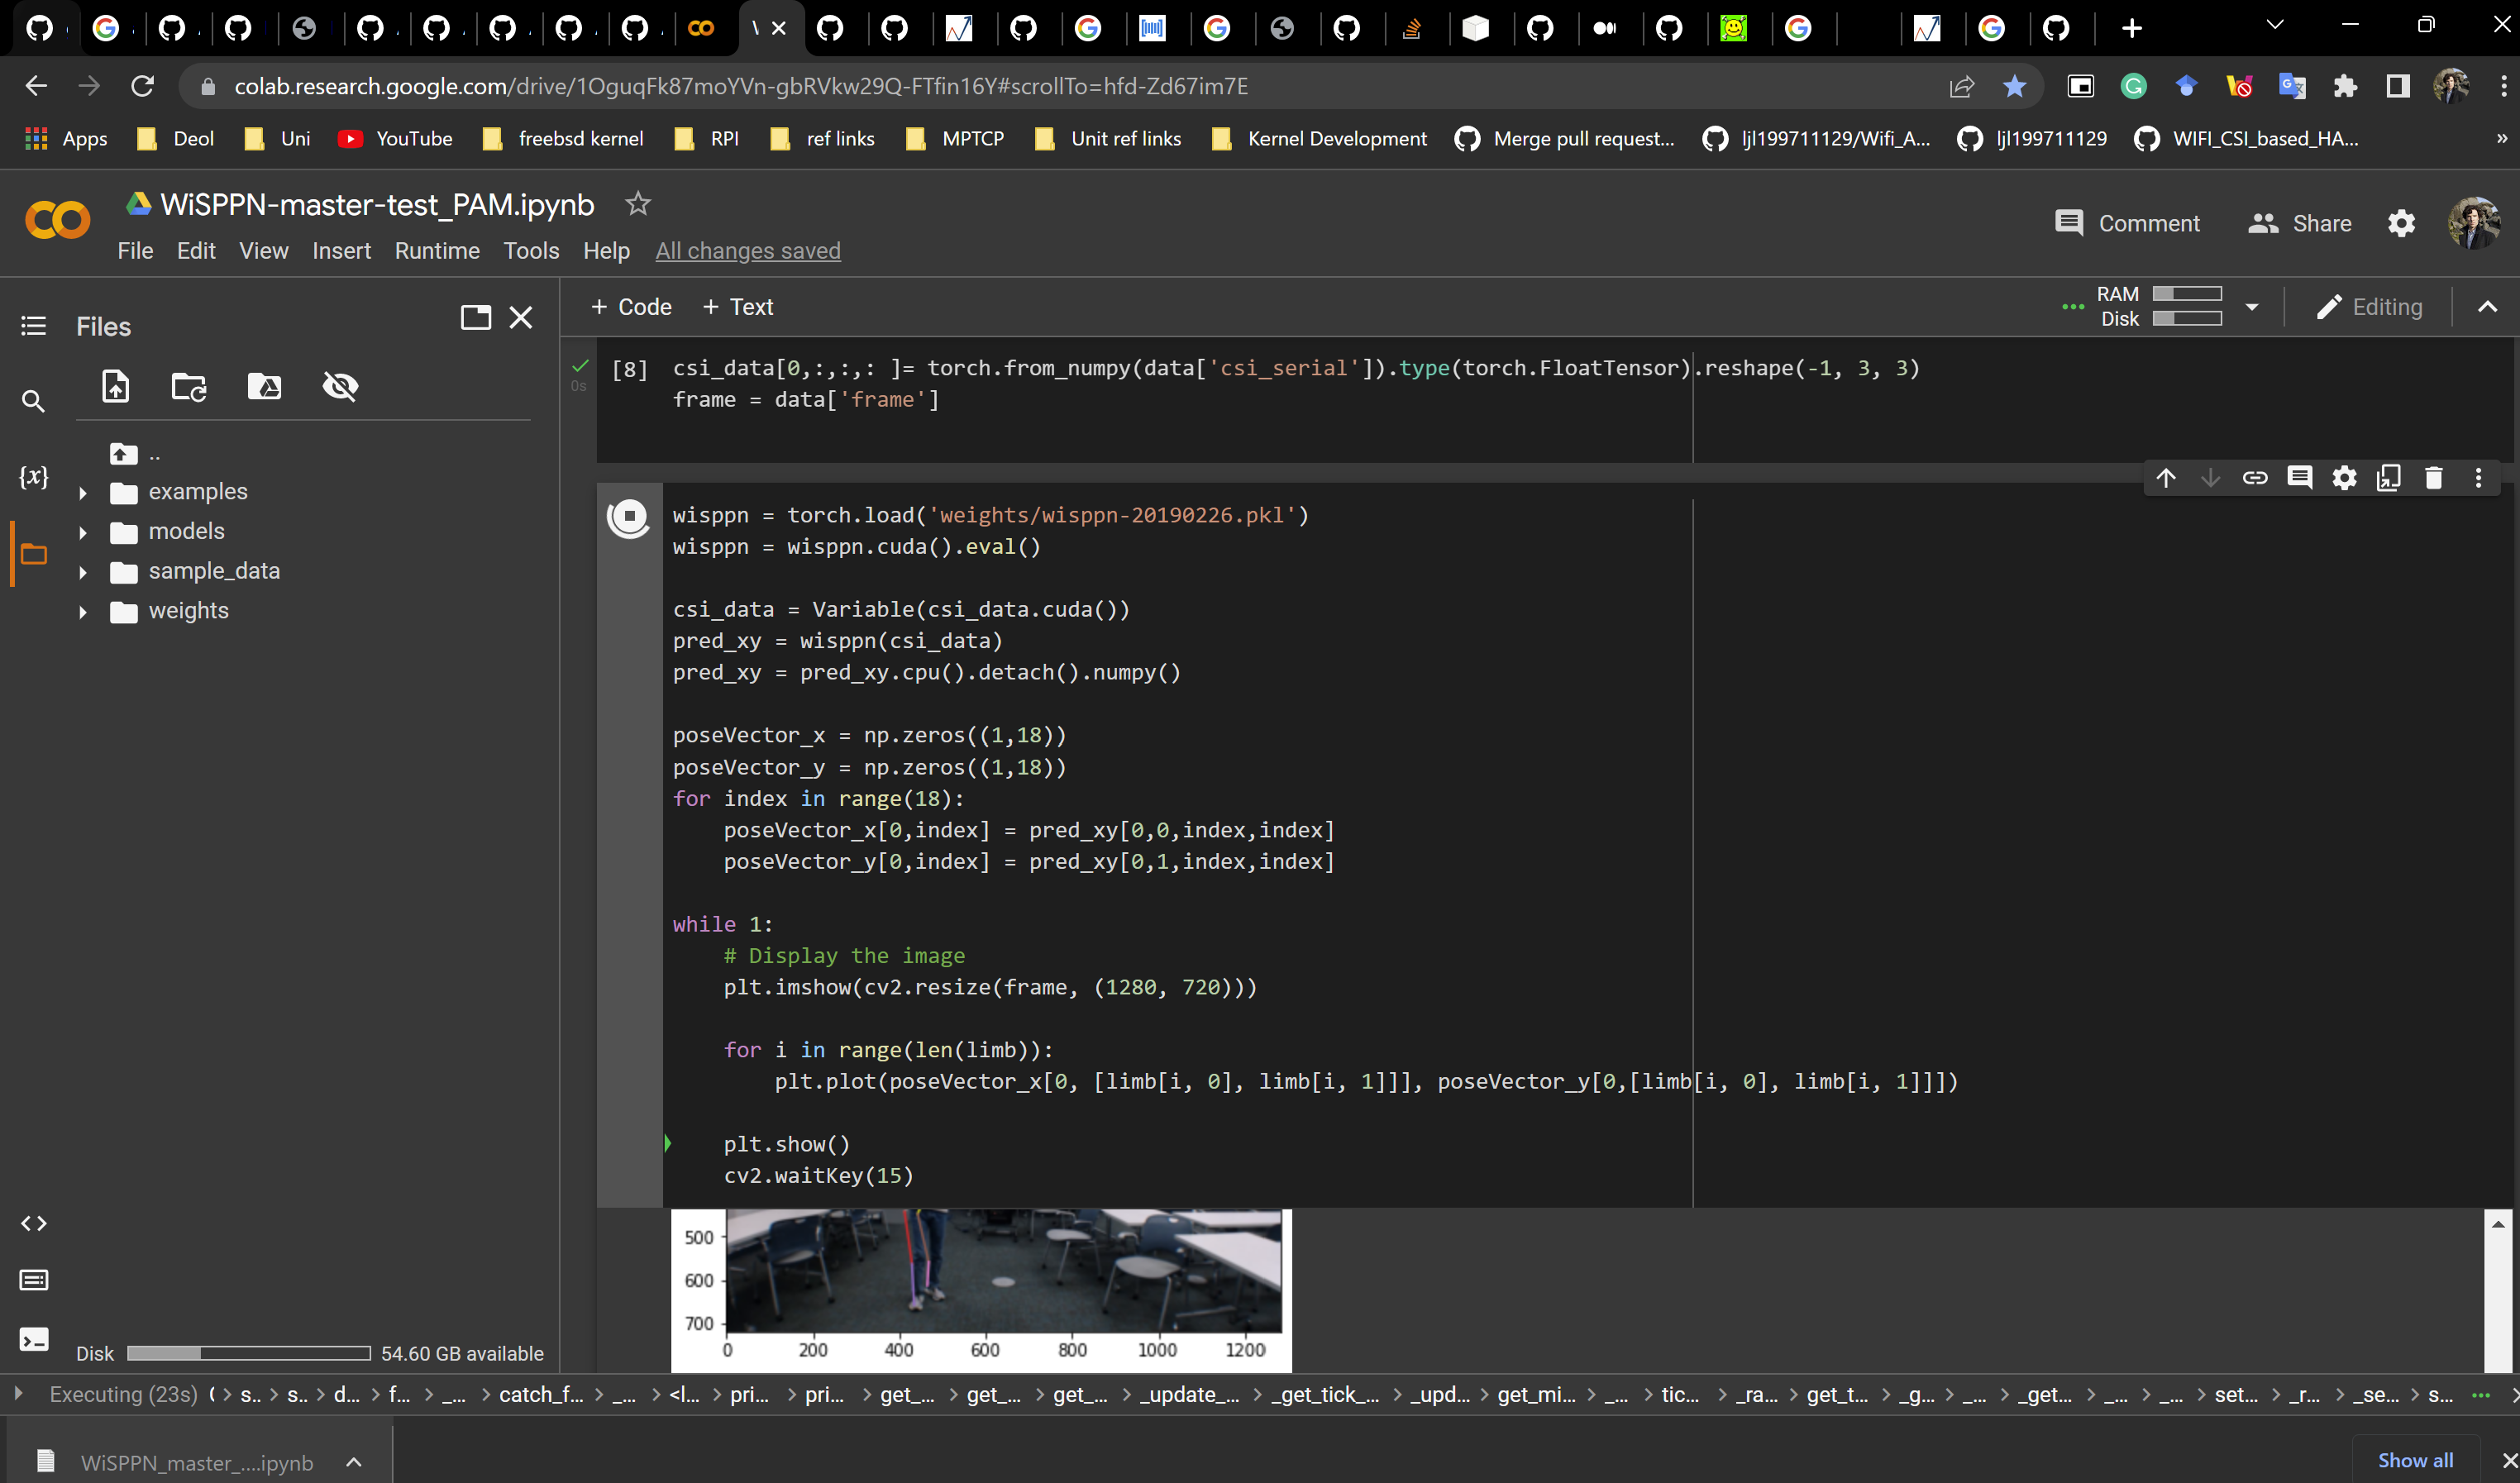 colab.research.google.com/drive/1OguqFk87moYVn-gbRVkw29Q-FTfin16Y#scrollTo=hfd-Zd67im7E
Apps Deol Uni YouTube freebsd kernel RPI ref links MPTCP Unit ref links Kernel Development Merge pull request... ljl199711129/Wifi_A... ljl199711129 WIFI_CSI_based_HA... »
WiSPPN-master-test_PAM.ipynb
Comment Share
File Edit View Insert Runtime Tools Help All changes saved
Files
+ Code + Text
RAM
Disk
Editing
..
examples
models
sample_data
weights
{x}
Disk 54.60 GB available
0s
[8] csi_data[0,:,:,: ]= torch.from_numpy(data['csi_serial']).type(torch.FloatTensor).reshape(-1, 3, 3)
frame = data['frame']
wisppn = torch.load('weights/wisppn-20190226.pkl')
wisppn = wisppn.cuda().eval()
csi_data = Variable(csi_data.cuda())
pred_xy = wisppn(csi_data)
pred_xy = pred_xy.cpu().detach().numpy()
poseVector_x = np.zeros((1,18))
poseVector_y = np.zeros((1,18))
for index in range(18):
poseVector_x[0,index] = pred_xy[0,0,index,index]
poseVector_y[0,index] = pred_xy[0,1,index,index]
while 1:
# Display the image
plt.imshow(cv2.resize(frame, (1280, 720)))
for i in range(len(limb)):
plt.plot(poseVector_x[0, [limb[i, 0], limb[i, 1]]], poseVector_y[0,[limb[i, 0], limb[i, 1]]])
plt.show()
cv2.waitKey(15)
500
600
700
0 200 400 600 800 1000 1200
Executing (23s) ( > s.. > s.. > d... > f... > _... > catch_f... > _... > <l... > pri... > pri... > get_... > get_... > get_... > _update_... > _get_tick_... > _upd... > get_mi... > _... > tic... > _ra... > get_t... > _g... > _... > _get... > _... > _... > set... > _r... > _se... > s...
WiSPPN_master_....ipynb
Show all